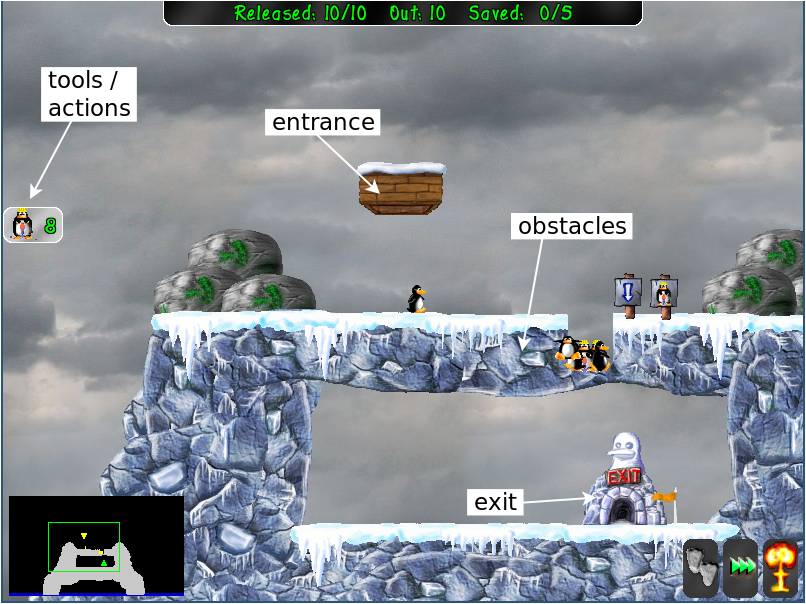 Released: 10/10 Out: 10 Saved: 0/5
tools /
actions
entrance
8
obstacles
EXIT
exit